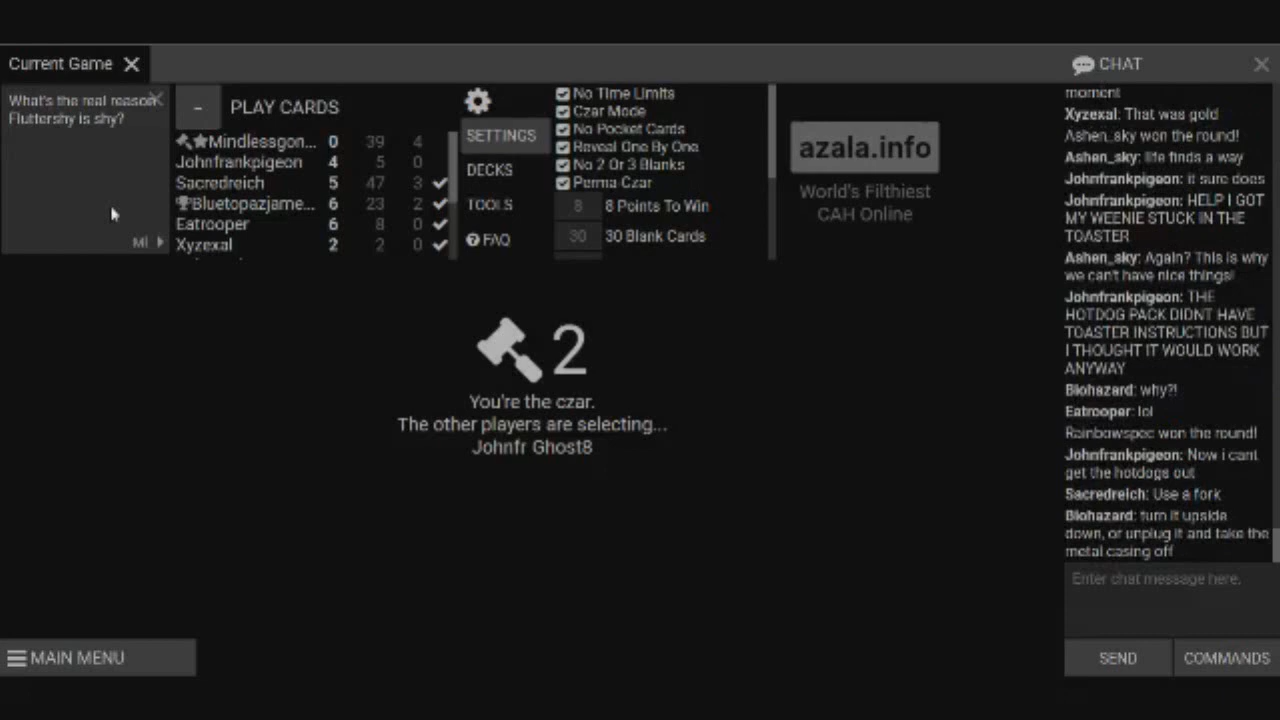 Current Game
What's the real reason
Fluttershy is shy?
MI
-
PLAY CARDS
Mindlessgon... 0 39 4
Johnfrankpigeon 4 5 0
Sacredreich 5 47 3
Bluetopazjame... 6 23 2
Eatrooper 6 8 0
Xyzexal 2 2 0
SETTINGS
DECKS
TOOLS
FAQ
No Time Limits
Czar Mode
No Pocket Cards
Reveal One By One
No 2 Or 3 Blanks
Perma Czar
8 8 Points To Win
30 30 Blank Cards
azala.info
World's Filthiest
CAH Online
2
You're the czar.
The other players are selecting...
Johnfr Ghost8
CHAT
moment
Xyzexal: That was gold
Ashen_sky won the round!
Ashen_sky: life finds a way
Johnfrankpigeon: it sure does
Johnfrankpigeon: HELP I GOT
MY WEENIE STUCK IN THE
TOASTER
Ashen_sky: Again? This is why
we can't have nice things!
Johnfrankpigeon: THE
HOTDOG PACK DIDNT HAVE
TOASTER INSTRUCTIONS BUT
I THOUGHT IT WOULD WORK
ANYWAY
Biohazard: why?!
Eatrooper: lol
Rainbowspec won the round!
Johnfrankpigeon: Now i cant
get the hotdogs out
Sacredreich: Use a fork
Biohazard: turn it upside
down, or unplug it and take the
metal casing off
Enter chat message here.
SEND
COMMANDS
MAIN MENU